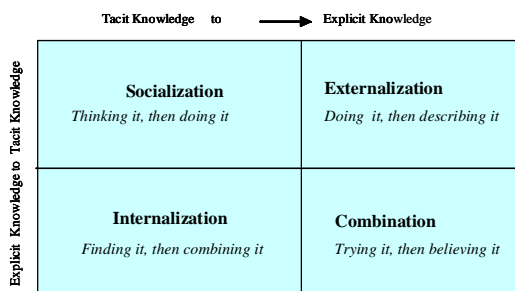 Tacit Knowledge to Explicit Knowledge
Explicit Knowledge to Tacit Knowledge
Socialization
Thinking it, then doing it
Externalization
Doing it, then describing it
Internalization
Finding it, then combining it
Combination
Trying it, then believing it